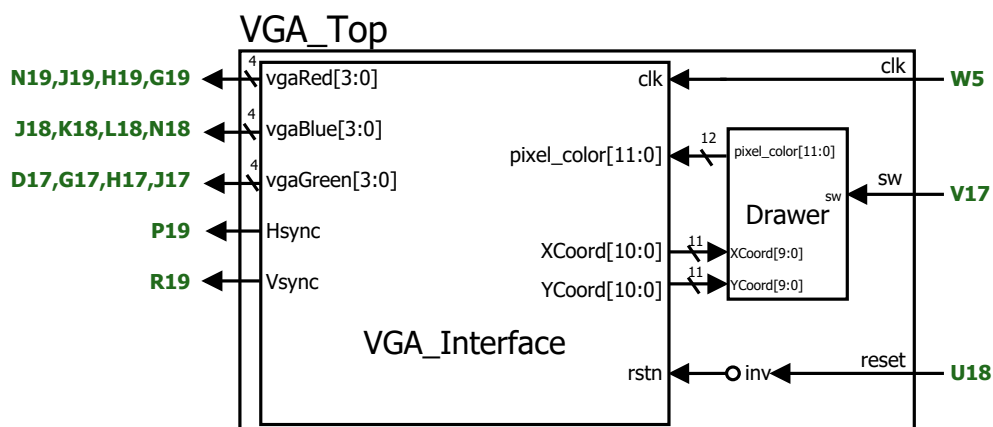 VGA_Top
N19,J19,H19,G19
4
vgaRed[3:0]
clk
clk
W5
J18,K18,L18,N18
4
vgaBlue[3:0]
pixel_color[11:0]
12
pixel_color[11:0]
D17,G17,H17,J17
4
vgaGreen[3:0]
sw
sw
V17
Drawer
P19
Hsync
XCoord[10:0]
11
XCoord[9:0]
R19
Vsync
YCoord[10:0]
11
YCoord[9:0]
VGA_Interface
rstn
inv
reset
U18